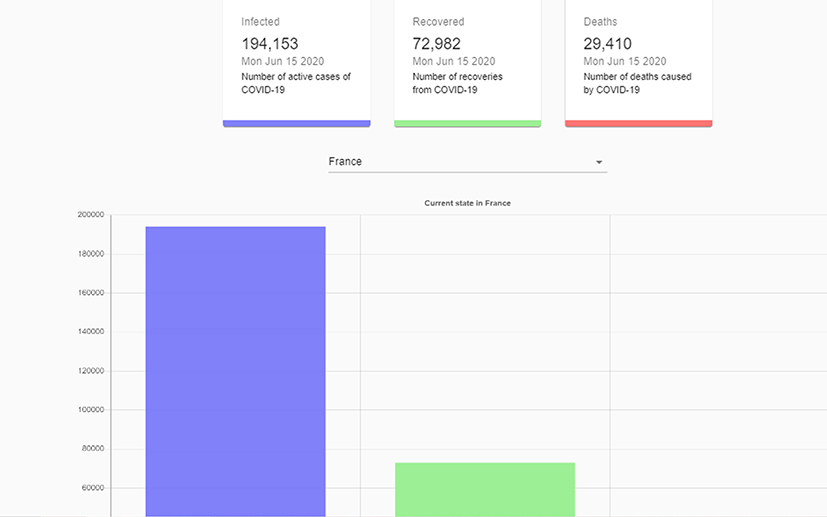 Infected
194,153
Mon Jun 15 2020
Number of active cases of
COVID-19
Recovered
72,982
Mon Jun 15 2020
Number of recoveries
from COVID-19
Deaths
29,410
Mon Jun 15 2020
Number of deaths caused
by COVID-19
France
Current state in France
200000
180000
160000
140000
120000
100000
80000
60000